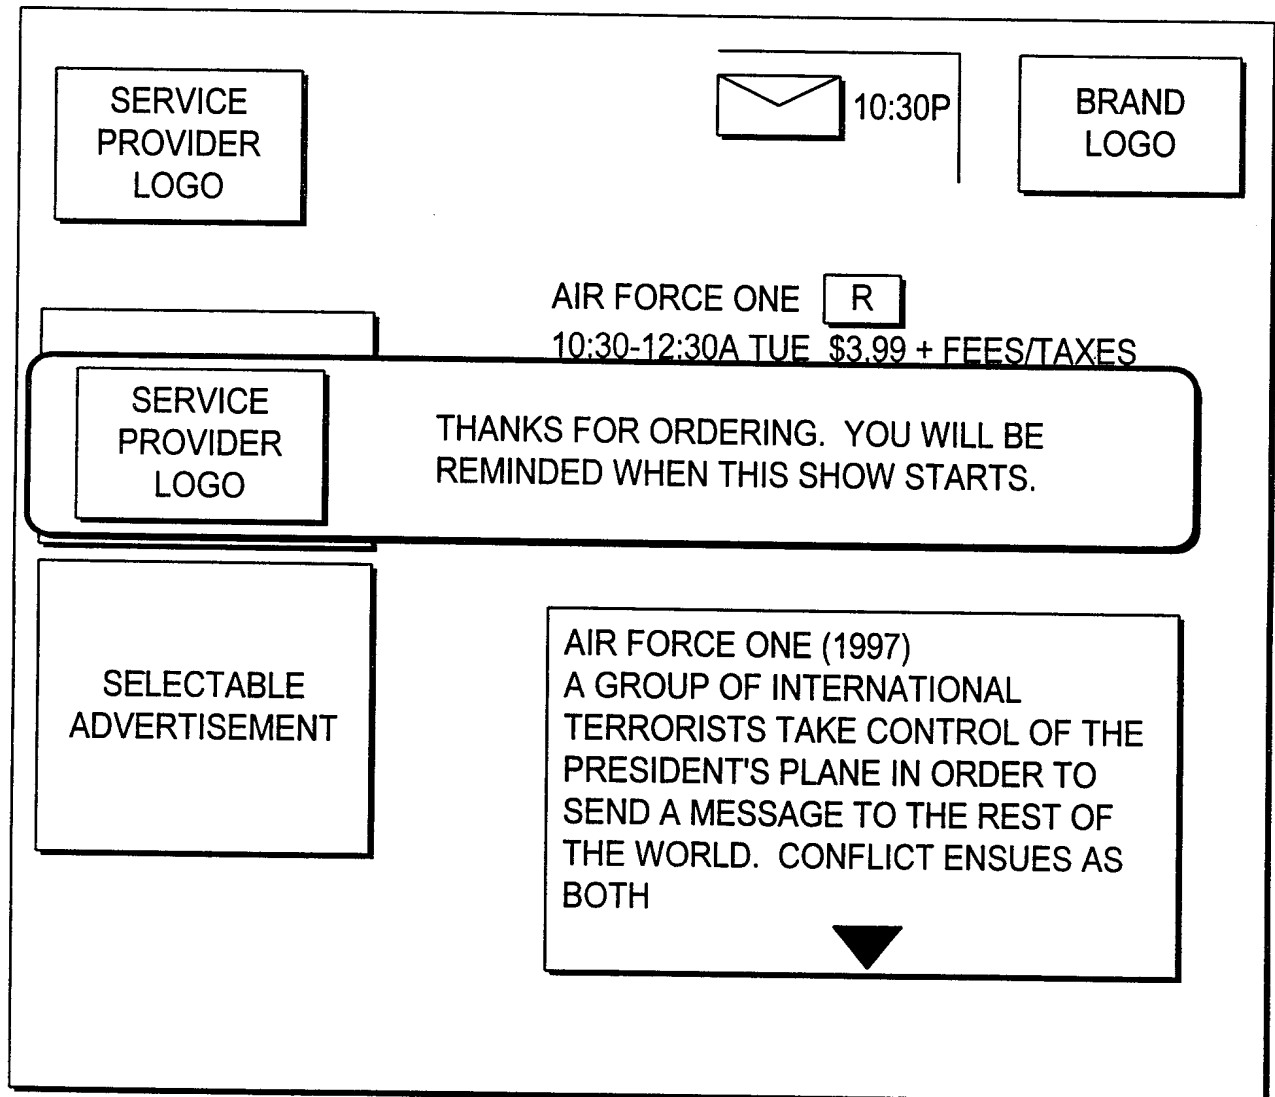 SERVICE
PROVIDER
LOGO
10:30P
BRAND
LOGO
AIR FORCE ONE R
10:30-12:30A TUE $3.99 + FEES/TAXES
SERVICE
PROVIDER
LOGO
THANKS FOR ORDERING. YOU WILL BE
REMINDED WHEN THIS SHOW STARTS.
SELECTABLE
ADVERTISEMENT
AIR FORCE ONE (1997)
A GROUP OF INTERNATIONAL
TERRORISTS TAKE CONTROL OF THE
PRESIDENT'S PLANE IN ORDER TO
SEND A MESSAGE TO THE REST OF
THE WORLD. CONFLICT ENSUES AS
BOTH